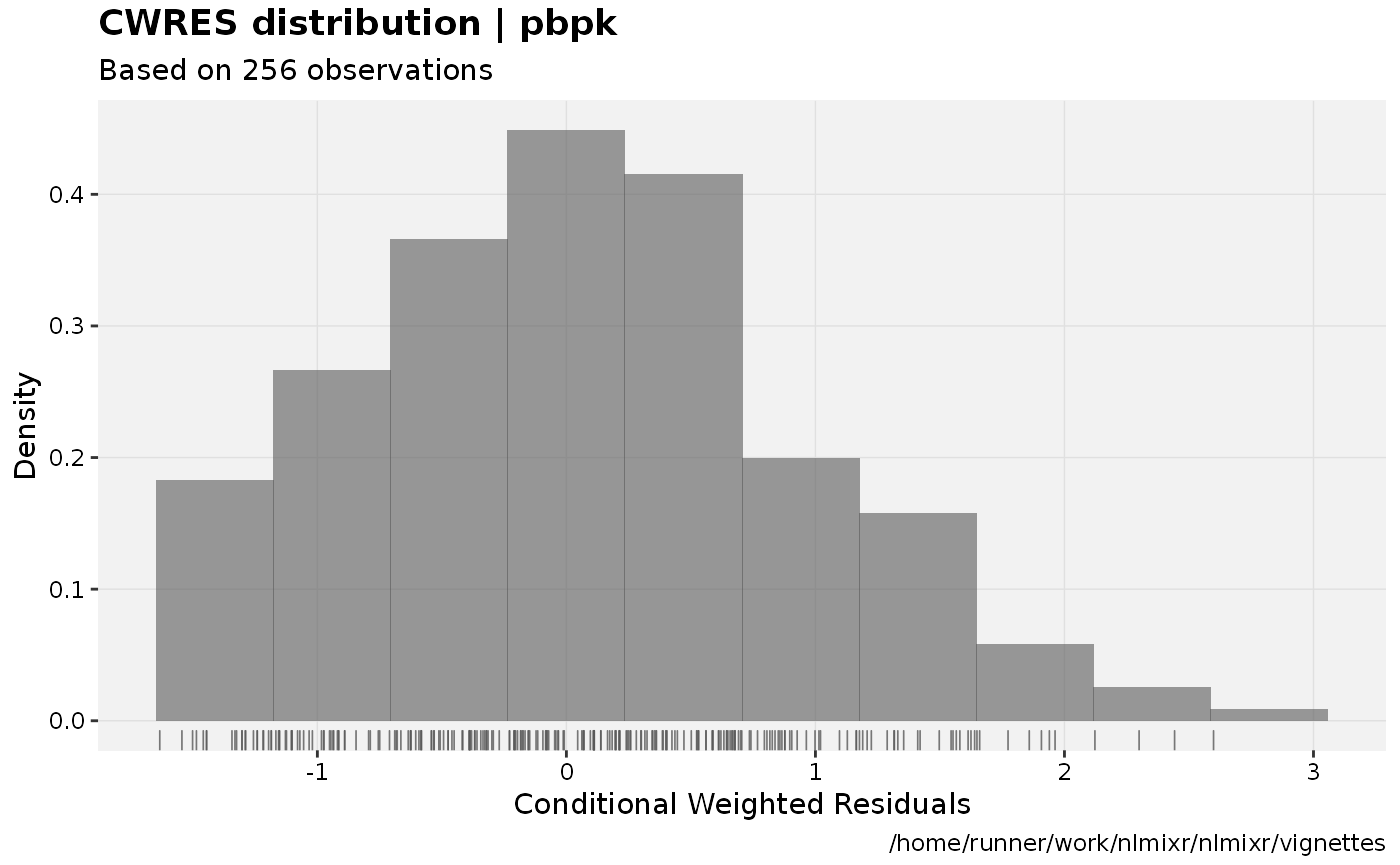 CWRES distribution | pbpk
Based on 256 observations
Density
0.4
0.3
0.2
0.1
0.0
-1 0 1 2 3
Conditional Weighted Residuals
/home/runner/work/nlmixr/nlmixr/vignettes